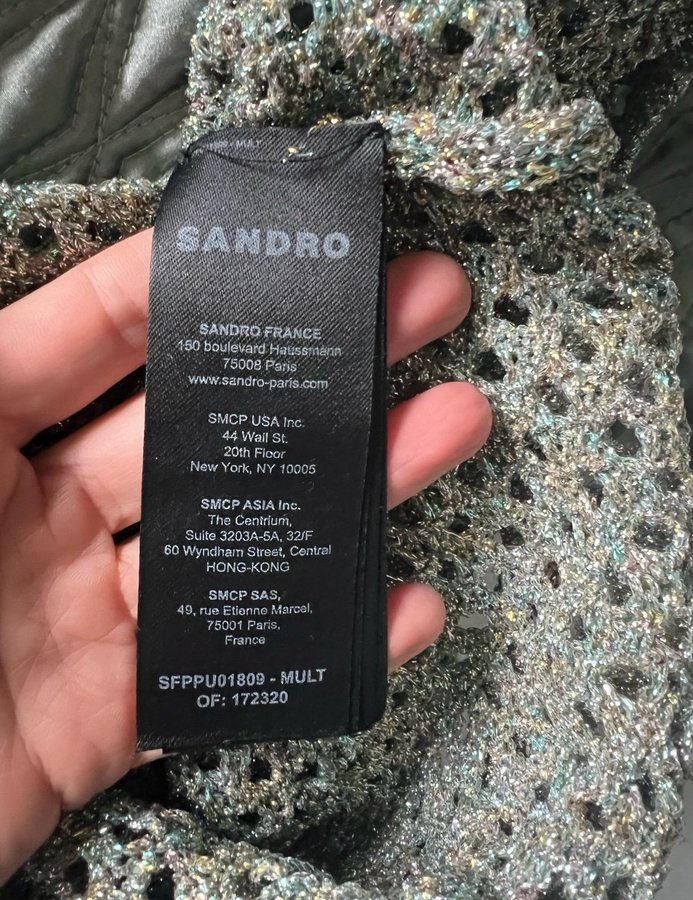 - MULT
SANDRO
SANDRO FRANCE
150 boulevard Haussmann
75008 Paris
www.sandro-paris.com
SMCP USA Inc.
44 Wall St.
20th Floor
New York, NY 10005
SMCP ASIA Inc.
The Centrium,
Suite 3203A-5A, 32/F
60 Wyndham Street, Central
HONG-KONG
SMCP SAS,
49, rue Etienne Marcel,
75001 Paris,
France
SFPPU01809 - MULT
OF: 172320